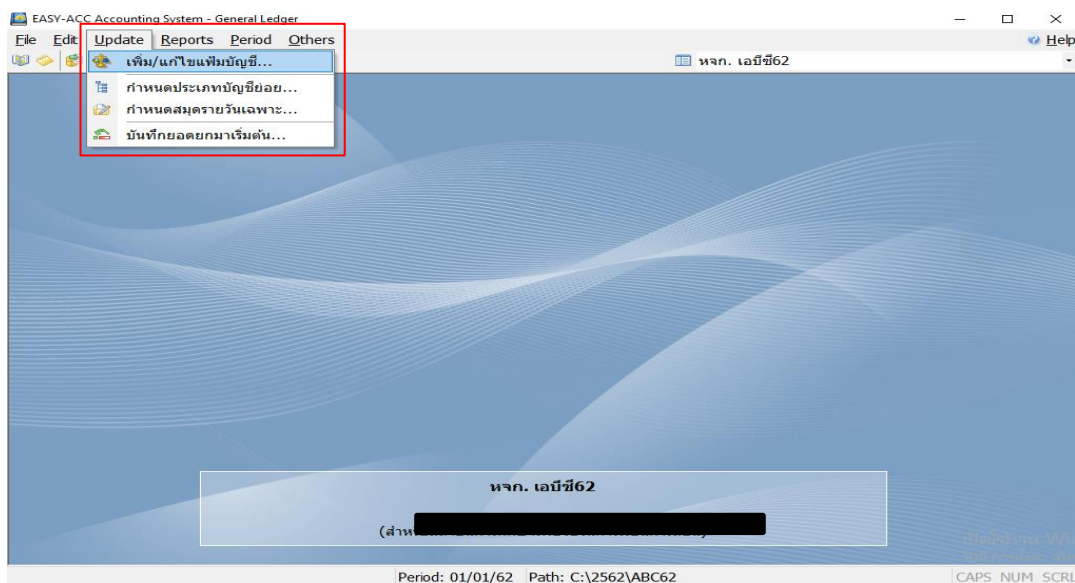 EASY-ACC Accounting System - General Ledger
File Edit Update Reports Period Others Help
หจก. เอบีซี62
เพิ่ม/แก้ไขแฟ้มบัญชี...
กำหนดประเภทบัญชีย่อย...
กำหนดสมุดรายวันเฉพาะ...
บันทึกยอดยกมาเริ่มต้น...
หจก. เอบีซี62
Period: 01/01/62 Path: C:\2562\ABC62
CAPS NUM SCRL